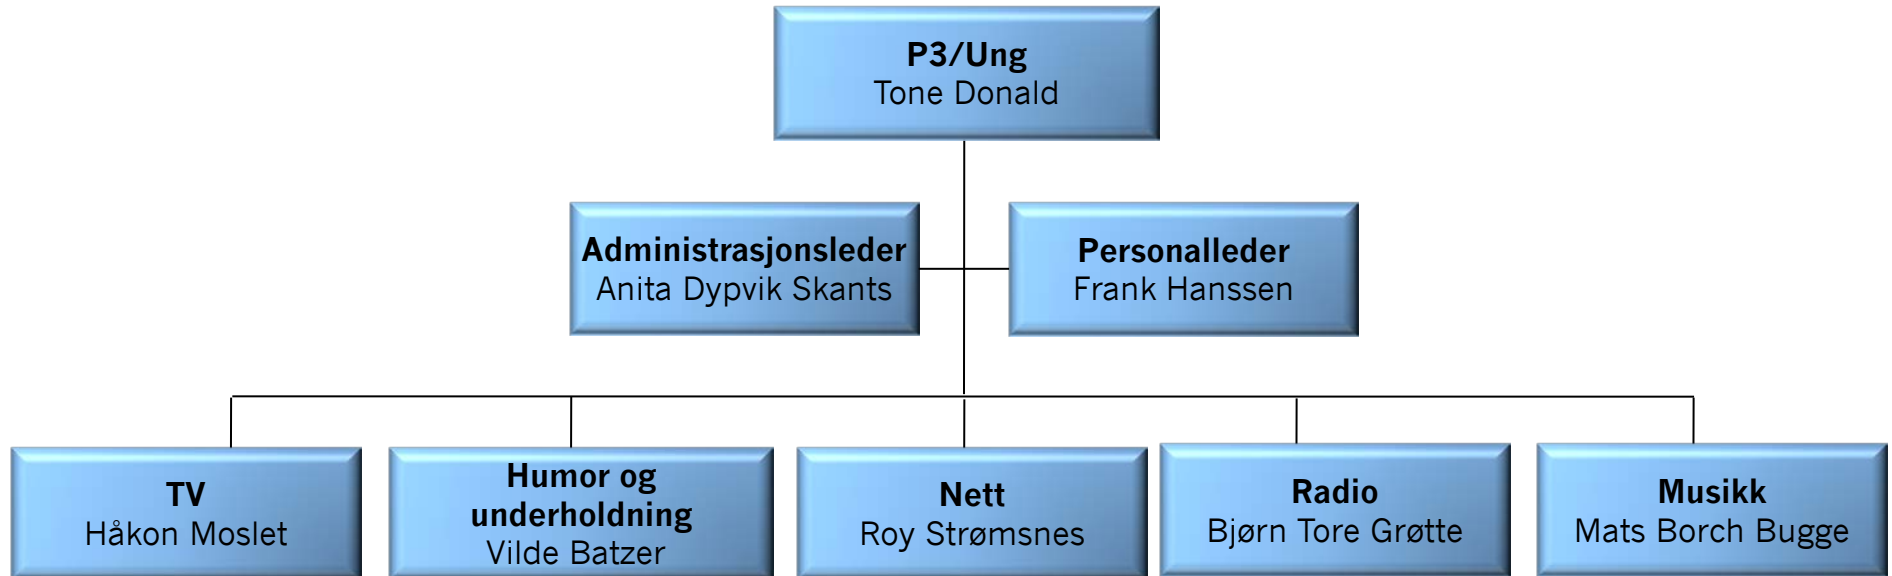 P3/Ung
Tone Donald
Administrasjonsleder
Anita Dypvik Skants
Personalleder
Frank Hanssen
TV
Håkon Moslet
Humor og
underholdning
Vilde Batzer
Nett
Roy Strømsnes
Radio
Bjørn Tore Grøtte
Musikk
Mats Borch Bugge